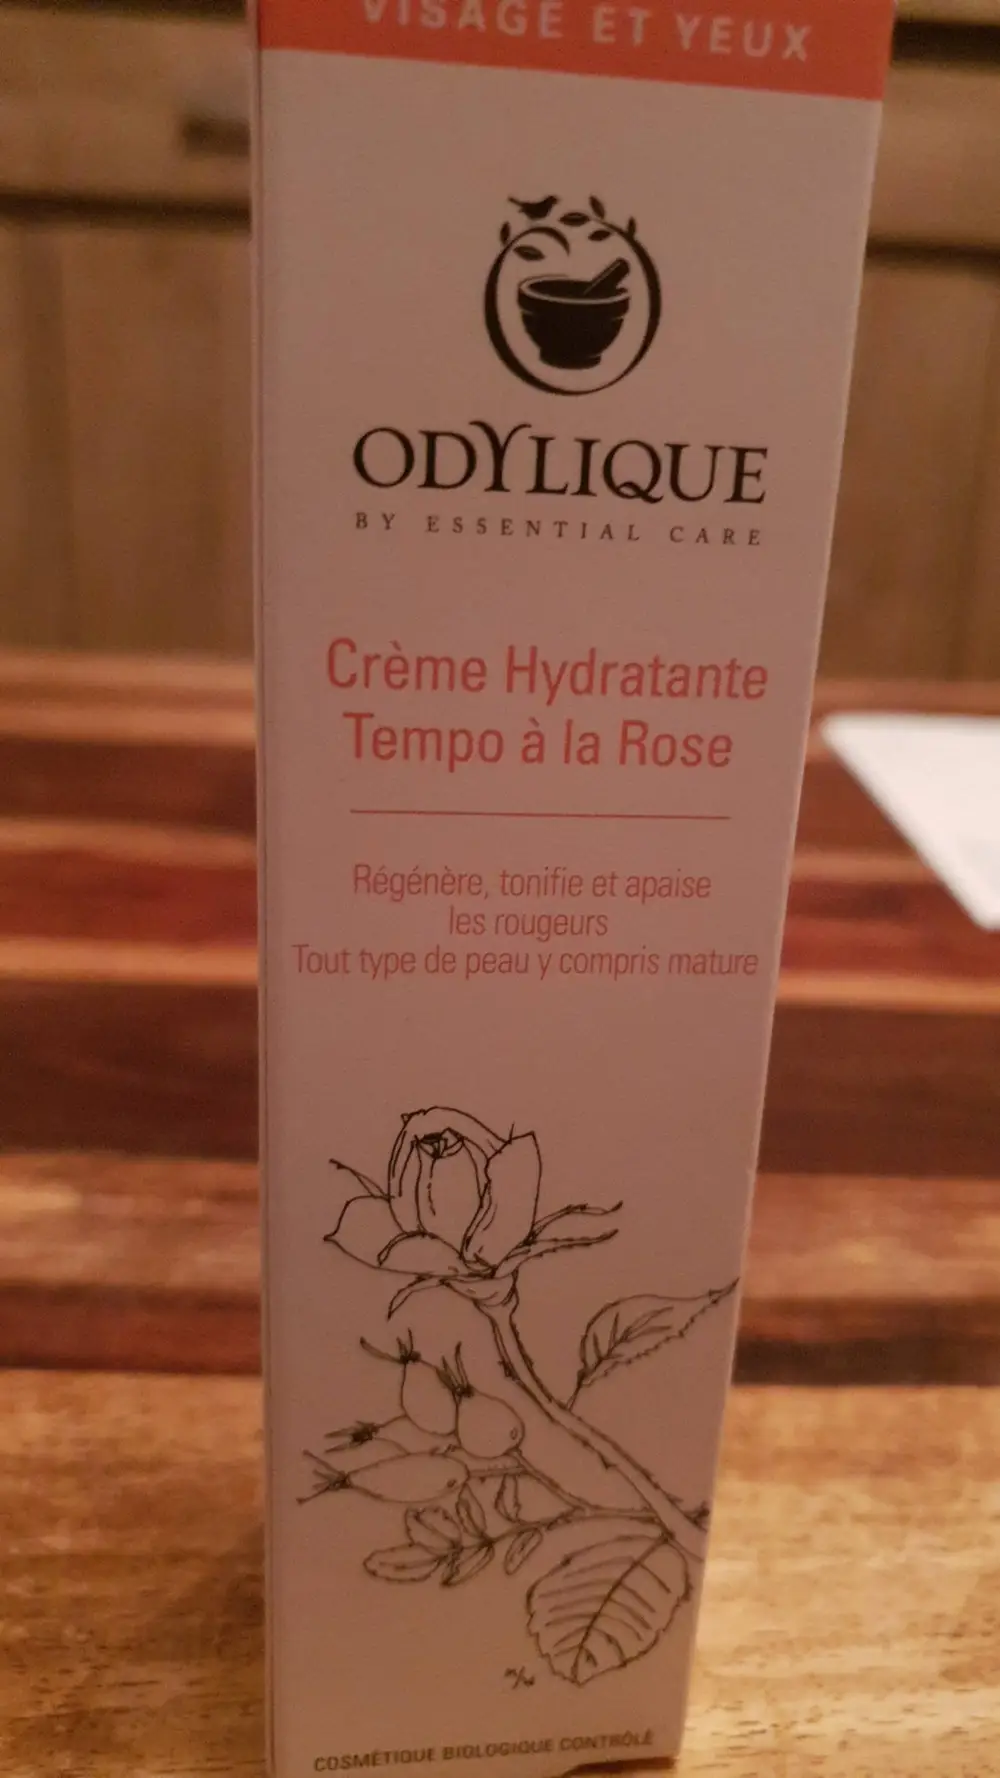 VISAGE ET YEUX
ODYLIQUE
BY ESSENTIAL CARE
Crème Hydratante
Tempo à la Rose
Régénère, tonifie et apaise
les rougeurs
Tout type de peau y compris mature
COSMÉTIQUE BIOLOGIQUE CONTRÔLÉ